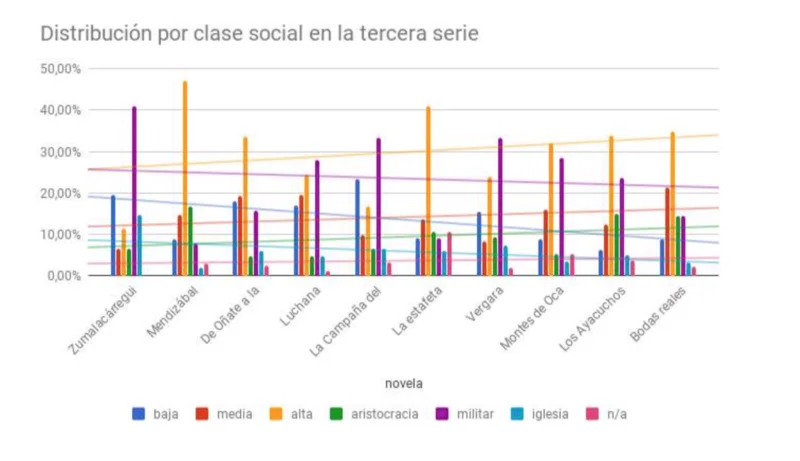 Distribución por clase social en la tercera serie
50,00%
40,00%
30,00%
20,00%
10,00%
0,00%
Zumalacárregui
Mendizábal
De Oñate a la
Luchana
La Campaña del
La estafeta
Vergara
Montes de Oca
Los Ayacuchos
Bodas reales
novela
baja media alta aristocracia militar iglesia n/a